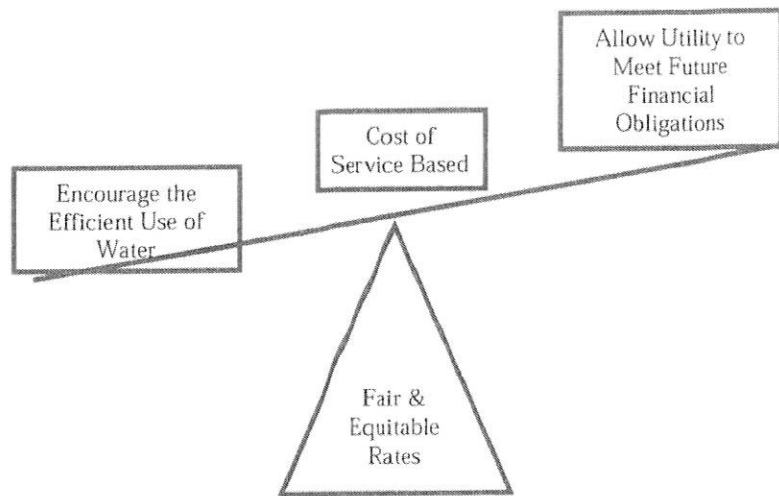 Allow Utility to
Meet Future
Financial
Obligations
Cost of
Service Based
Encourage the
Efficient Use of
Water
Fair &
Equitable
Rates